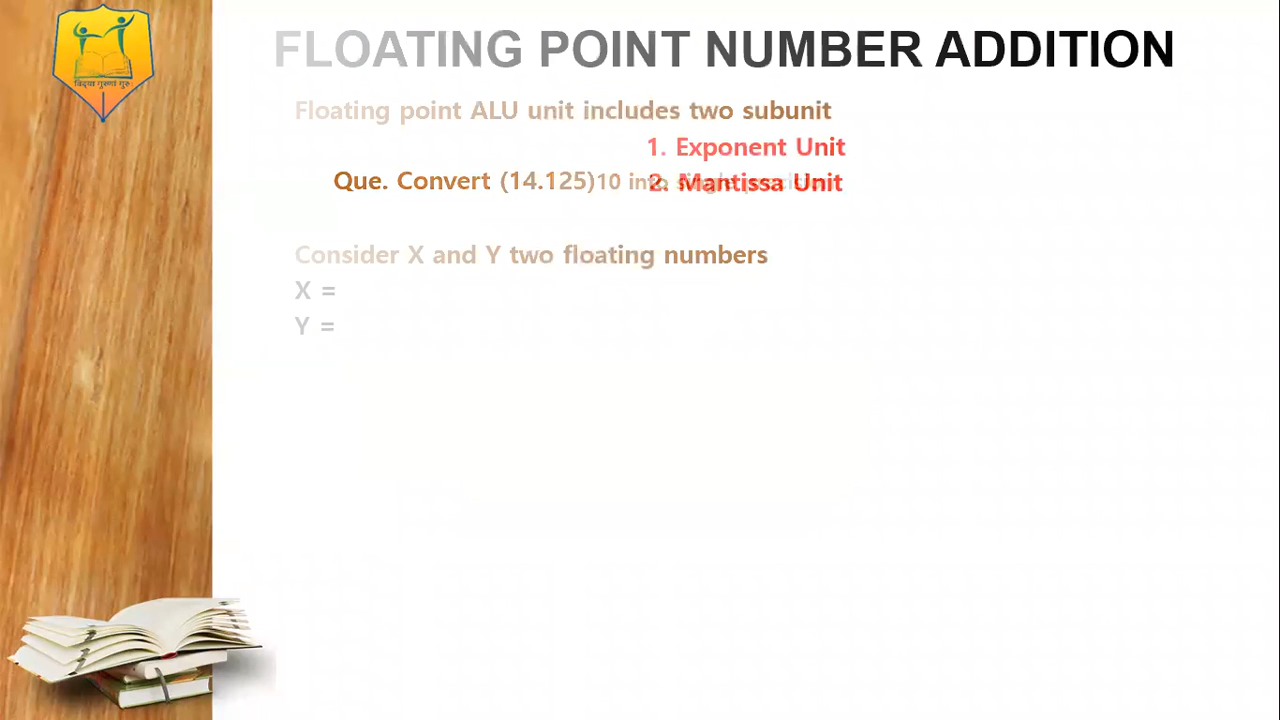 विद्या गुरूणां गुरुः
FLOATING POINT NUMBER ADDITION
Floating point ALU unit includes two subunit
1. Exponent Unit
Que. Convert (14.125)10 into
2. Mantissa Unit
Consider X and Y two floating numbers
X =
Y =